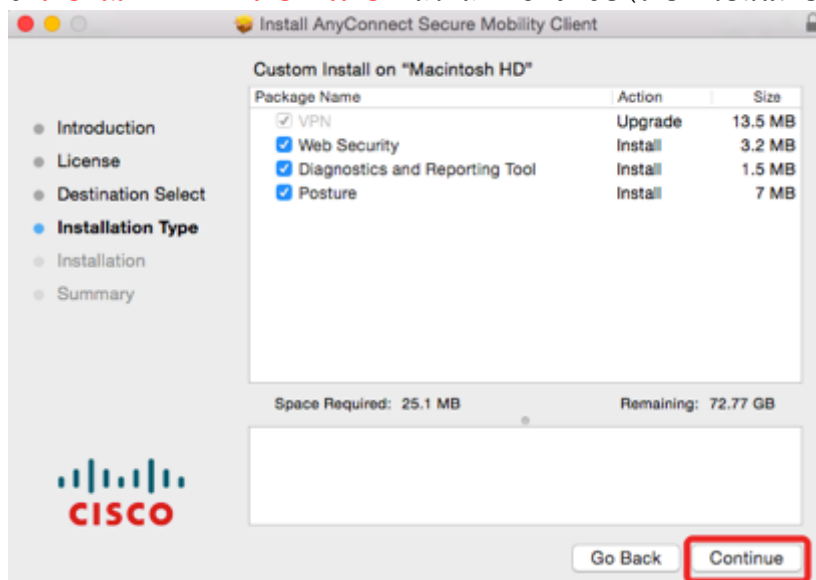 Install AnyConnect Secure Mobility Client
Custom Install on "Macintosh HD"
Package Name Action Size
VPN Upgrade 13.5 MB
Web Security Install 3.2 MB
Diagnostics and Reporting Tool Install 1.5 MB
Posture Install 7 MB
Introduction
License
Destination Select
Installation Type
Installation
Summary
Space Required: 25.1 MB Remaining: 72.77 GB
CISCO
Go Back Continue